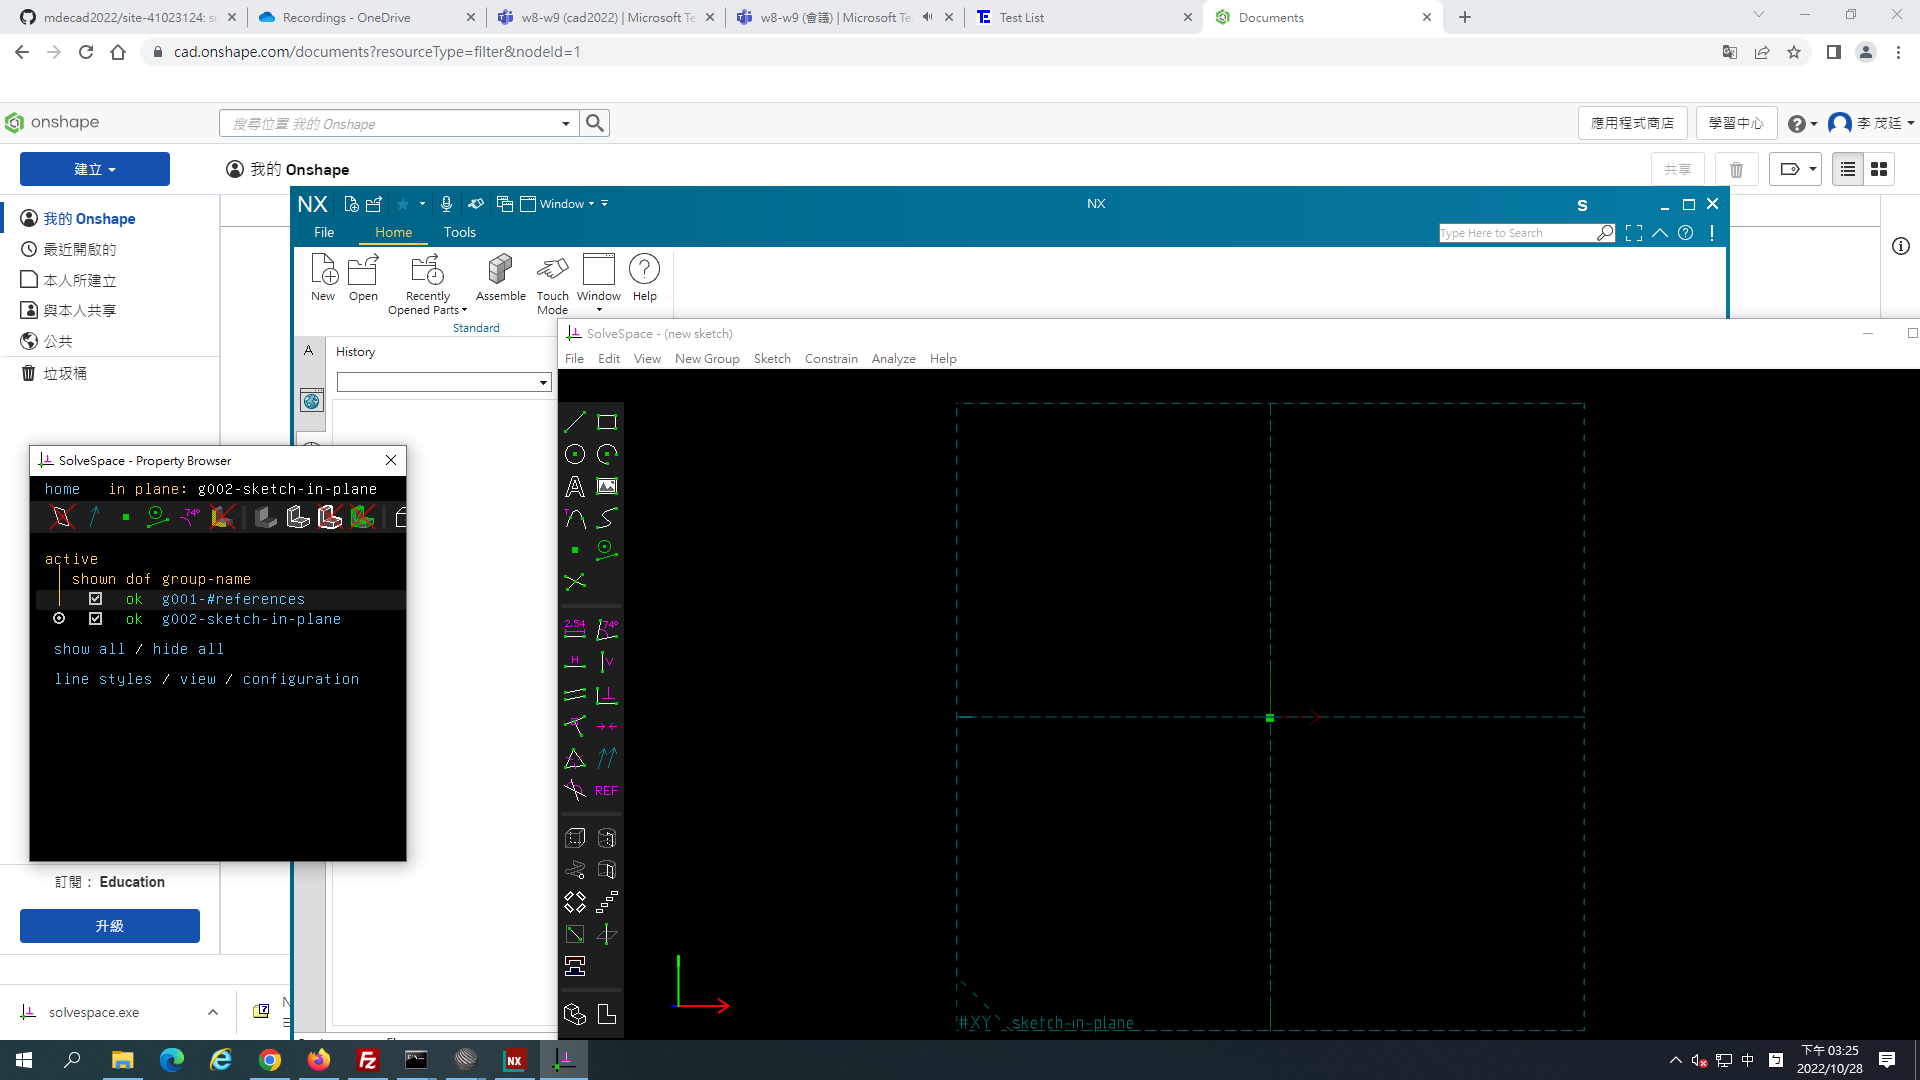 mdecad2022/site-41023124: si
Recordings - OneDrive
w8-w9 (cad2022) | Microsoft Te
w8-w9 (會議) | Microsoft Te
Test List
Documents
cad.onshape.com/documents?resourceType=filter&nodeId=1
onshape
搜尋位置 我的 Onshape
應用程式商店
學習中心
李 茂廷
建立
我的 Onshape
共享
我的 Onshape
最近開啟的
本人所建立
與本人共享
公共
垃圾桶
NX
Window
NX
S
File
Home
Tools
Type Here to Search
New
Open
Recently
Opened Parts
Assemble
Touch
Mode
Window
Help
Standard
A
History
SolveSpace - (new sketch)
File
Edit
View
New Group
Sketch
Constrain
Analyze
Help
2.54
74º
H
V
REF
#XY
sketch-in-plane
SolveSpace - Property Browser
home in plane: g002-sketch-in-plane
74º
active
shown dof group-name
ok g001-#references
ok g002-sketch-in-plane
show all / hide all
line styles / view / configuration
訂閱： Education
升級
solvespace.exe
中
下午 03:25
2022/10/28